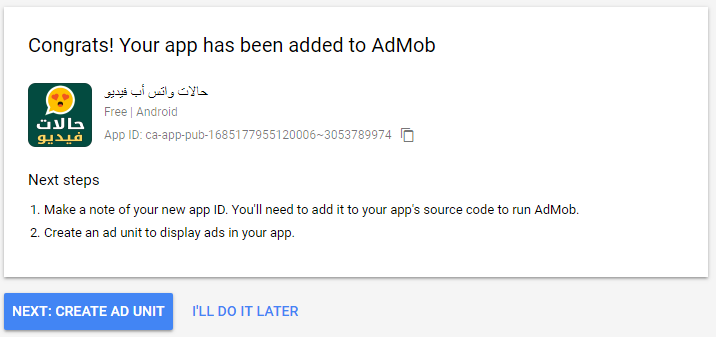 Congrats! Your app has been added to AdMob
حالات واتس أب فيديو
Free | Android
حالات
فيديو
App ID: ca-app-pub-1685177955120006~3053789974
Next steps
1. Make a note of your new app ID. You'll need to add it to your app's source code to run AdMob.
2. Create an ad unit to display ads in your app.
NEXT: CREATE AD UNIT
I'LL DO IT LATER